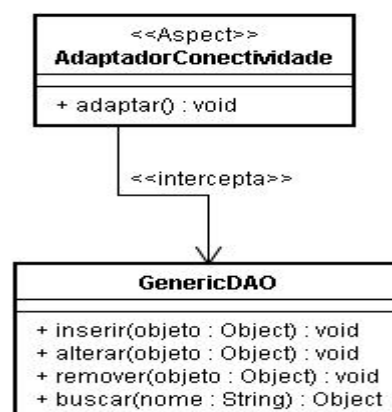 <<Aspect>>
AdaptadorConectividade
+ adaptar() : void
<<intercepta>>
GenericDAO
+ inserir(objeto : Object) : void
+ alterar(objeto : Object) : void
+ remover(objeto : Object) : void
+ buscar(nome : String) : Object